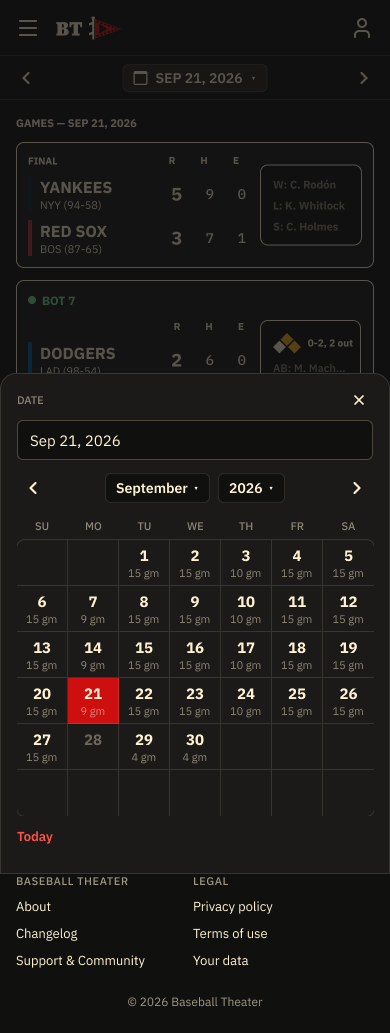 BT
SEP 21, 2026
GAMES — SEP 21, 2026
FINAL R H E
YANKEES 5 9 0
NYY (94-58)
RED SOX 3 7 1
BOS (87-65)
W: C. Rodón
L: K. Whitlock
S: C. Holmes
BOT 7
R H E
DODGERS 2 6 0
LAD (98-54)
0-2, 2 out
AB: M. Mach...
DATE
Sep 21, 2026
September 2026
SU MO TU WE TH FR SA
1 2 3 4 5
15 gm 15 gm 10 gm 15 gm 15 gm
6 7 8 9 10 11 12
15 gm 9 gm 15 gm 15 gm 10 gm 15 gm 15 gm
13 14 15 16 17 18 19
15 gm 9 gm 15 gm 15 gm 10 gm 15 gm 15 gm
20 21 22 23 24 25 26
15 gm 9 gm 15 gm 15 gm 10 gm 15 gm 15 gm
27 28 29 30
15 gm 4 gm 4 gm
Today
BASEBALL THEATER LEGAL
About Privacy policy
Changelog Terms of use
Support & Community Your data
© 2026 Baseball Theater